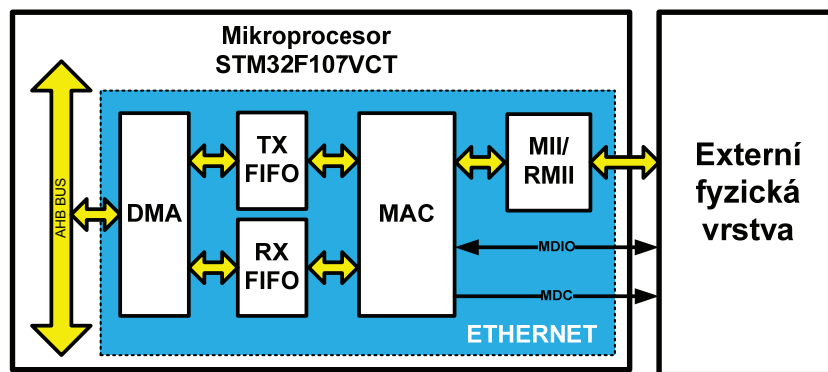 Mikroprocesor
STM32F107VCT
AHB BUS
DMA
TX
FIFO
RX
FIFO
MAC
MII/
RMII
MDIO
MDC
ETHERNET
Externí
fyzická
vrstva